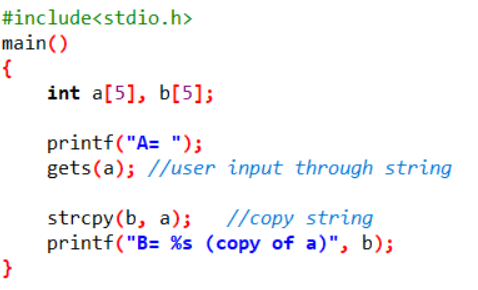 #include<stdio.h>
main()
{
int a[5], b[5];
printf("A= ");
gets(a); //user input through string
strcpy(b, a); //copy string
printf("B= %s (copy of a)", b);
}